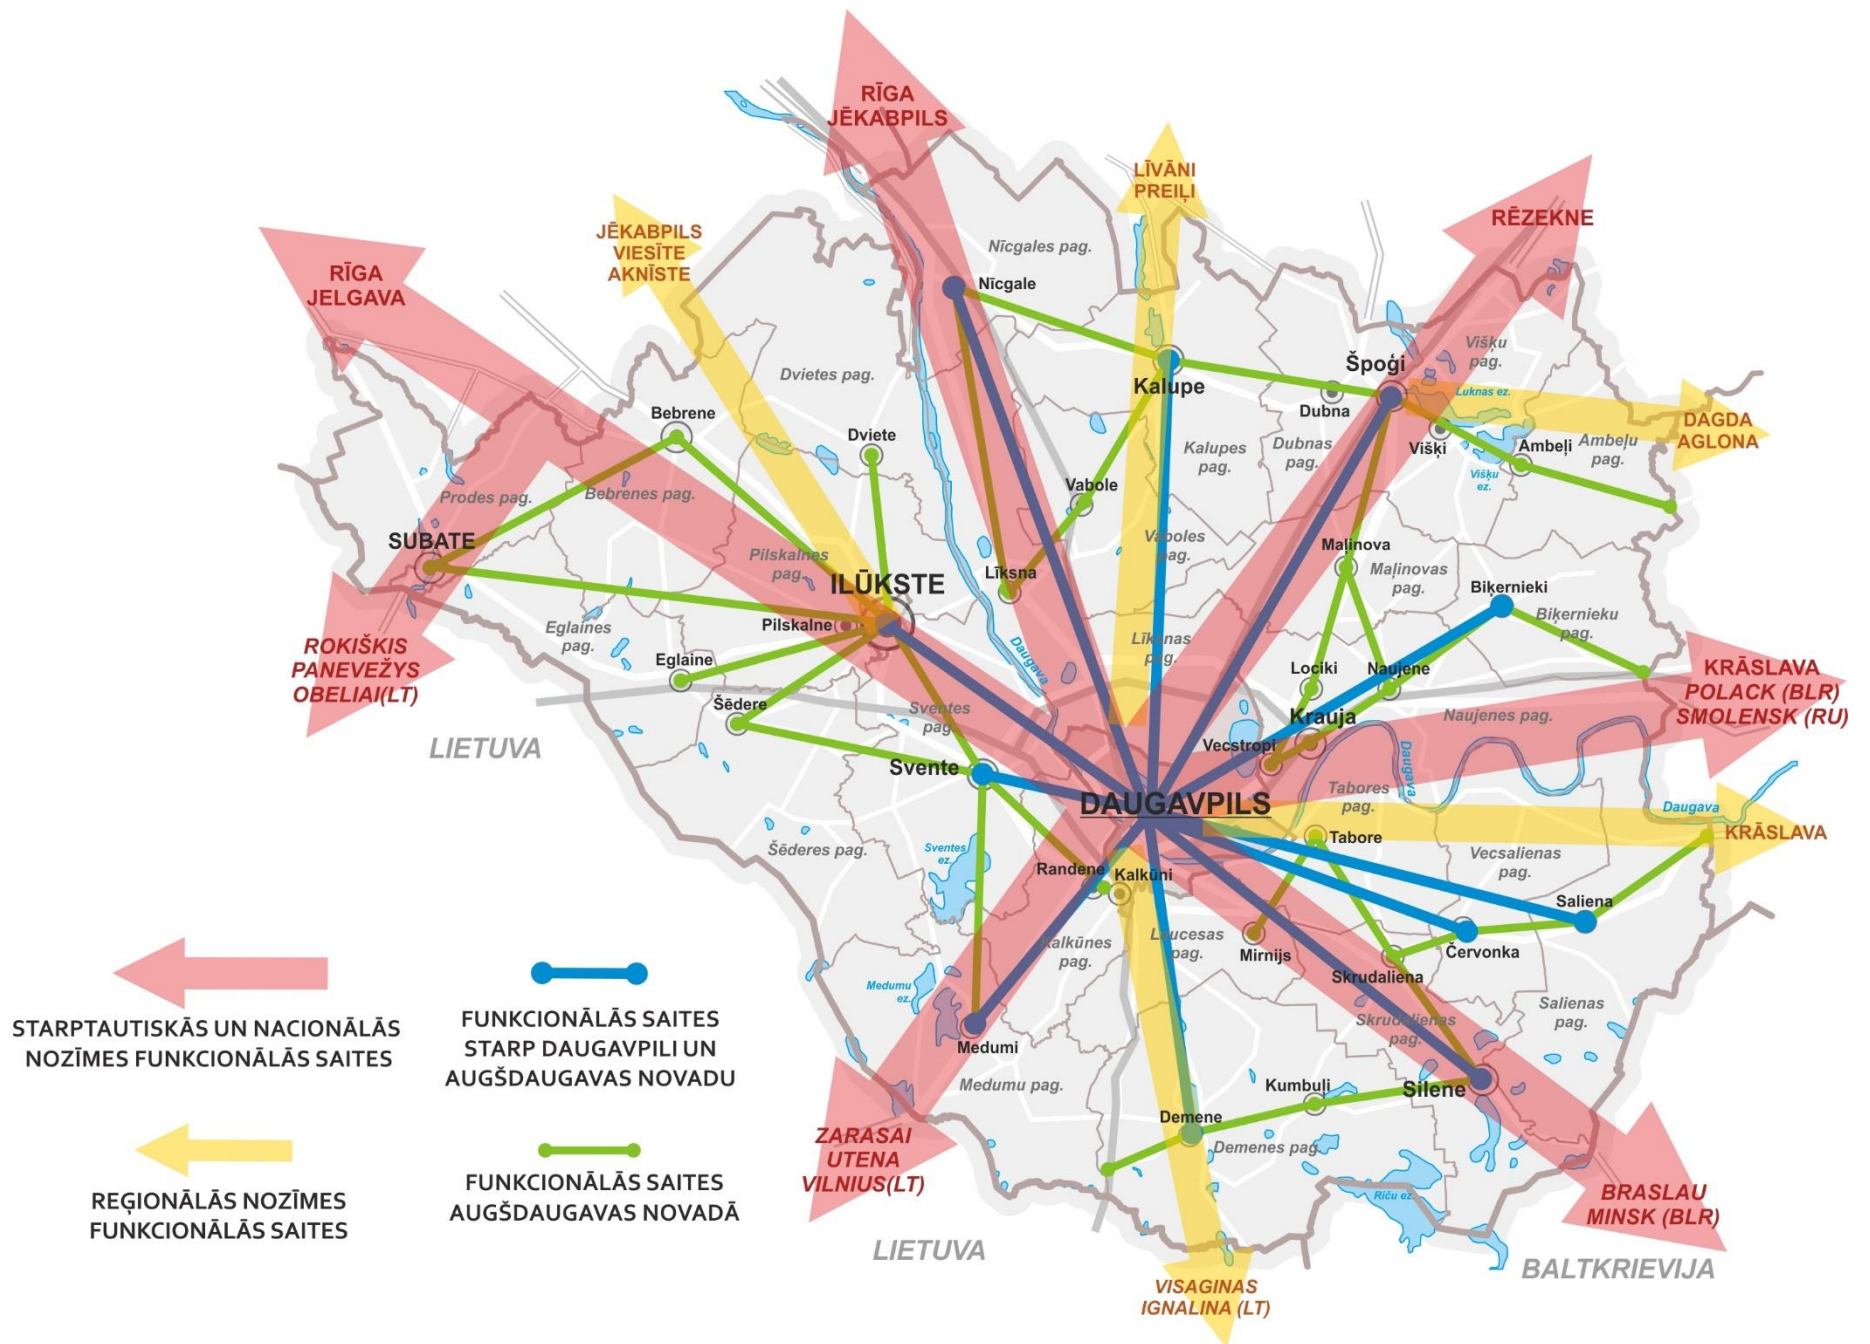 RĪGA
JĒKABPILS
LĪVĀNI
PREIĻI
RĒZEKNE
JĒKABPILS
VIESĪTE
AKNĪSTE
RĪGA
JELGAVA
Nīcgales pag.
Nīcgale
Kalupe
Špoģi
Višķu
pag.
Luknas ez.
Dubna
Višķi
Ambeļi
Ambeļu
pag.
Višķu
ez.
DAGDA
AGLONA
Dvietes pag.
Bebrene
Dviete
Kalupes
pag.
Dubnas
pag.
Prodes pag.
Bebrenes pag.
Vabole
SUBATE
Pilskalnes
pag.
Vaboles
pag.
Maļinova
Maļinovas
pag.
ILŪKSTE
Līksna
Biķernieki
Biķernieku
pag.
Pilskalne
Eglaines
pag.
Eglaine
Daugava
Līksnas
pag.
Lociki
Naujene
ROKIŠKIS
PANEVEŽYS
OBELIAI(LT)
KRĀSLAVA
POLACK (BLR)
SMOLENSK (RU)
Šēdere
Sventes
pag.
Krauja
Naujenes pag.
LIETUVA
Vecstropi
Daugava
Svente
DAUGAVPILS
Tabores
pag.
Daugava
KRĀSLAVA
Tabore
Šēderes pag.
Sventes
ez.
Vecsalienas
pag.
Randene
Kalkūni
Saliena
Kalkūnes
pag.
Laucesas
pag.
Mirnijs
Červonka
Skrudaliena
Medumu
ez.
Salienas
pag.
Skrudalienas
pag.
Medumi
Medumu pag.
Kumbuļi
Silene
Demene
Demenes pag.
ZARASAI
UTENA
VILNIUS(LT)
Riču ez.
BRASLAU
MINSK (BLR)
LIETUVA
BALTKRIEVIJA
VISAGINAS
IGNALINA (LT)
STARPTAUTISKĀS UN NACIONĀLĀS
NOZĪMES FUNKCIONĀLĀS SAITES
FUNKCIONĀLĀS SAITES
STARP DAUGAVPILI UN
AUGŠDAUGAVAS NOVADU
REĢIONĀLĀS NOZĪMES
FUNKCIONĀLĀS SAITES
FUNKCIONĀLĀS SAITES
AUGŠDAUGAVAS NOVADĀ